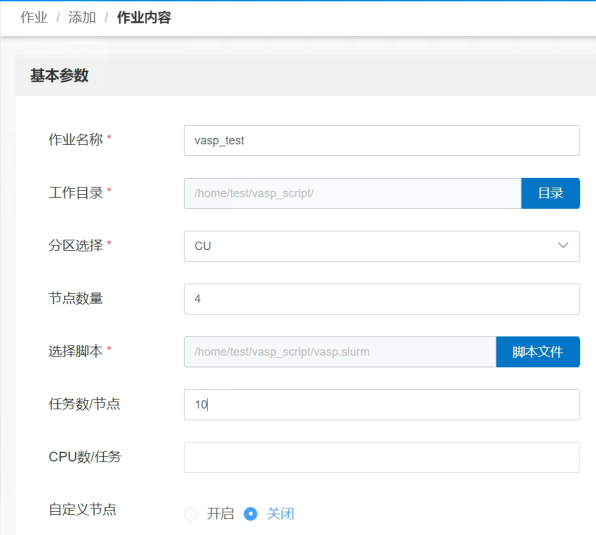 作业 / 添加 / 作业内容
基本参数
作业名称 * vasp_test
工作目录 * /home/test/vasp_script/ 目录
分区选择 * CU
节点数量 4
选择脚本 * /home/test/vasp_script/vasp.slurm 脚本文件
任务数/节点 10
CPU数/任务
自定义节点 开启 关闭